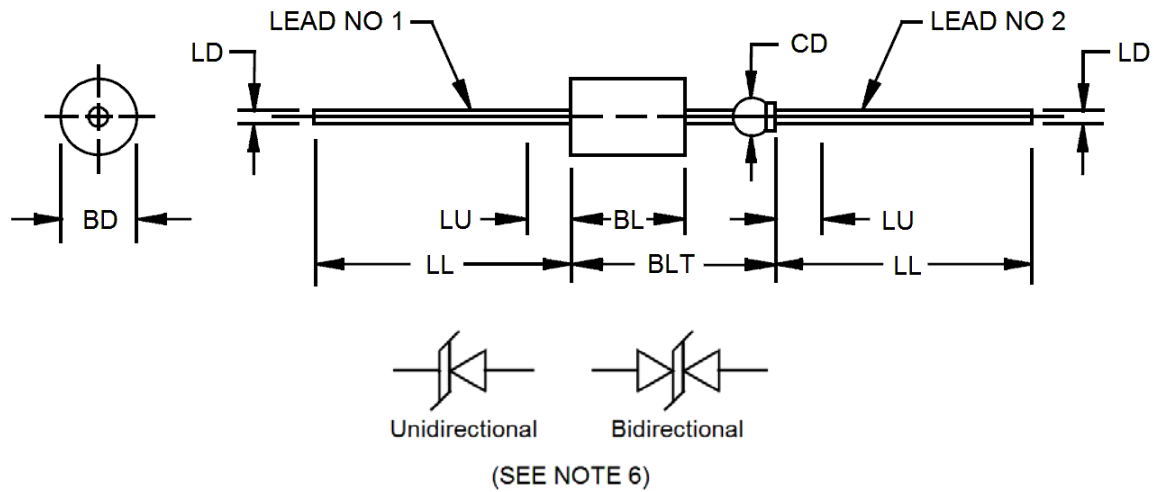 LEAD NO 1
LEAD NO 2
CD
LD
LD
BD
LU
BL
LU
LL
BLT
LL
Unidirectional
Bidirectional
(SEE NOTE 6)